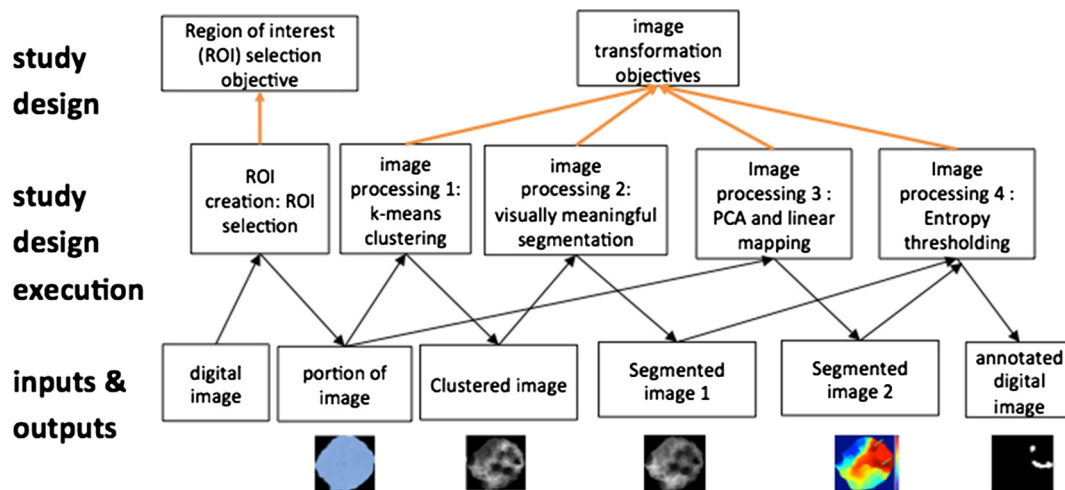 study
design
Region of interest
(ROI) selection
objective
image
transformation
objectives
study
design
execution
ROI
creation: ROI
selection
image
processing 1:
k-means
clustering
image
processing 2:
visually meaningful
segmentation
Image
processing 3 :
PCA and linear
mapping
Image
processing 4 :
Entropy
thresholding
inputs &
outputs
digital
image
portion of
image
Clustered image
Segmented
image 1
Segmented
image 2
annotated
digital
image